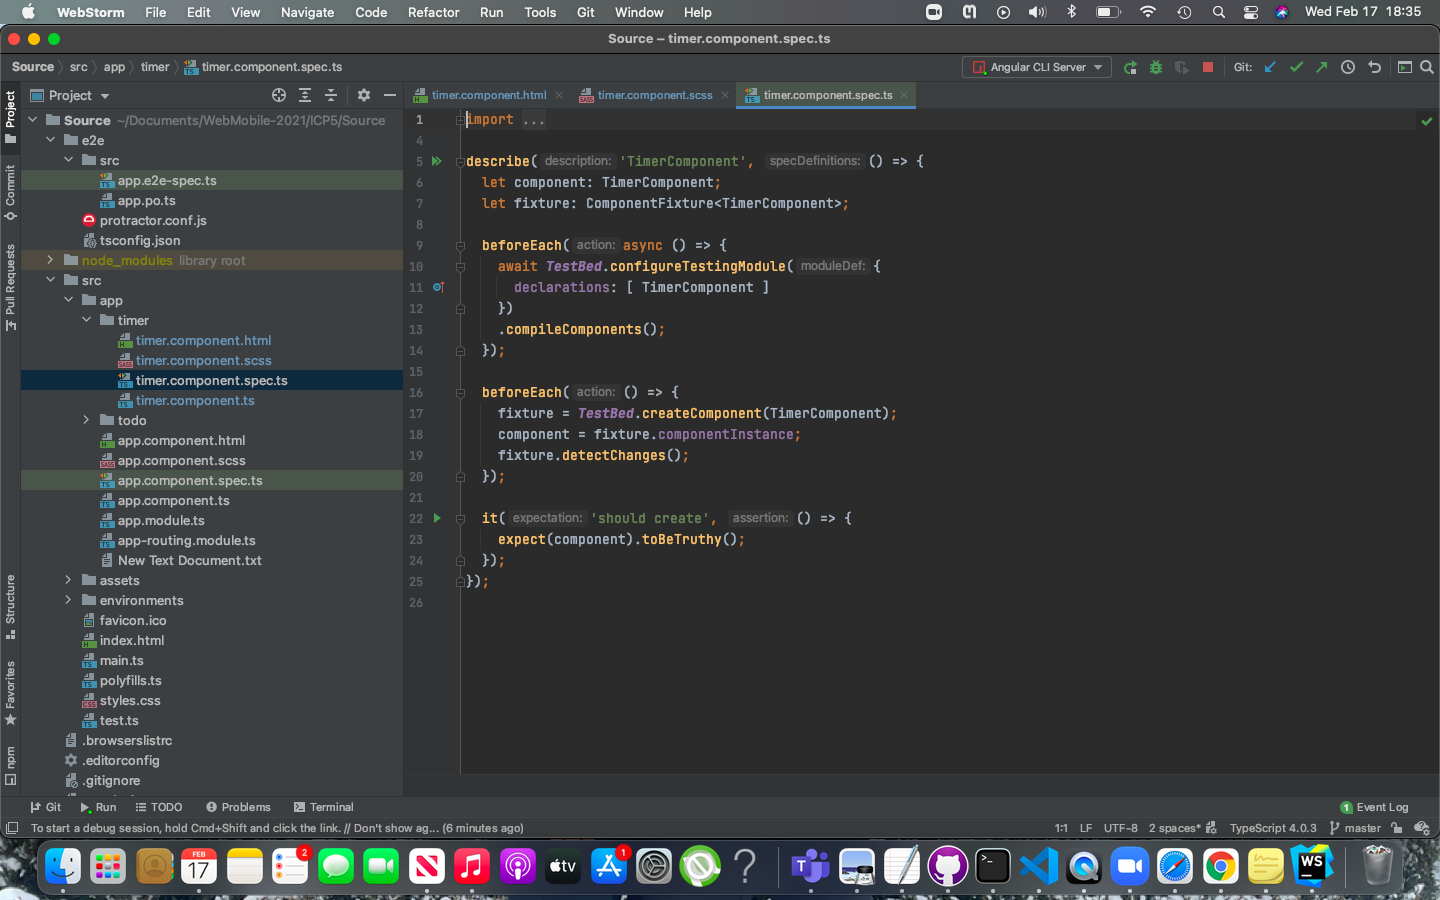 WebStorm File Edit View Navigate Code Refactor Run Tools Git Window Help Wed Feb 17 18:35
Source – timer.component.spec.ts
Source src app timer timer.component.spec.ts Angular CLI Server Git:
Project
timer.component.html timer.component.scss timer.component.spec.ts
Project
Commit
Pull Requests
Structure
Favorites
npm
Source ~/Documents/WebMobile-2021/ICP5/Source
e2e
src
app.e2e-spec.ts
app.po.ts
protractor.conf.js
tsconfig.json
node_modules library root
src
app
timer
timer.component.html
timer.component.scss
timer.component.spec.ts
timer.component.ts
todo
app.component.html
app.component.scss
app.component.spec.ts
app.component.ts
app.module.ts
app-routing.module.ts
New Text Document.txt
assets
environments
favicon.ico
index.html
main.ts
polyfills.ts
styles.css
test.ts
.browserslistrc
.editorconfig
.gitignore
1 import ...
4
5 describe( description: 'TimerComponent', specDefinitions: () => {
6 let component: TimerComponent;
7 let fixture: ComponentFixture<TimerComponent>;
8
9 beforeEach( action: async () => {
10 await TestBed.configureTestingModule( moduleDef: {
11 declarations: [ TimerComponent ]
12 })
13 .compileComponents();
14 });
15
16 beforeEach( action: () => {
17 fixture = TestBed.createComponent(TimerComponent);
18 component = fixture.componentInstance;
19 fixture.detectChanges();
20 });
21
22 it( expectation: 'should create', assertion: () => {
23 expect(component).toBeTruthy();
24 });
25 });
26
Git Run TODO Problems Terminal 1 Event Log
To start a debug session, hold Cmd+Shift and click the link. // Don't show ag... (6 minutes ago) 1:1 LF UTF-8 2 spaces* TypeScript 4.0.3 master
FEB
17
2
tv
1
T
>_
WS